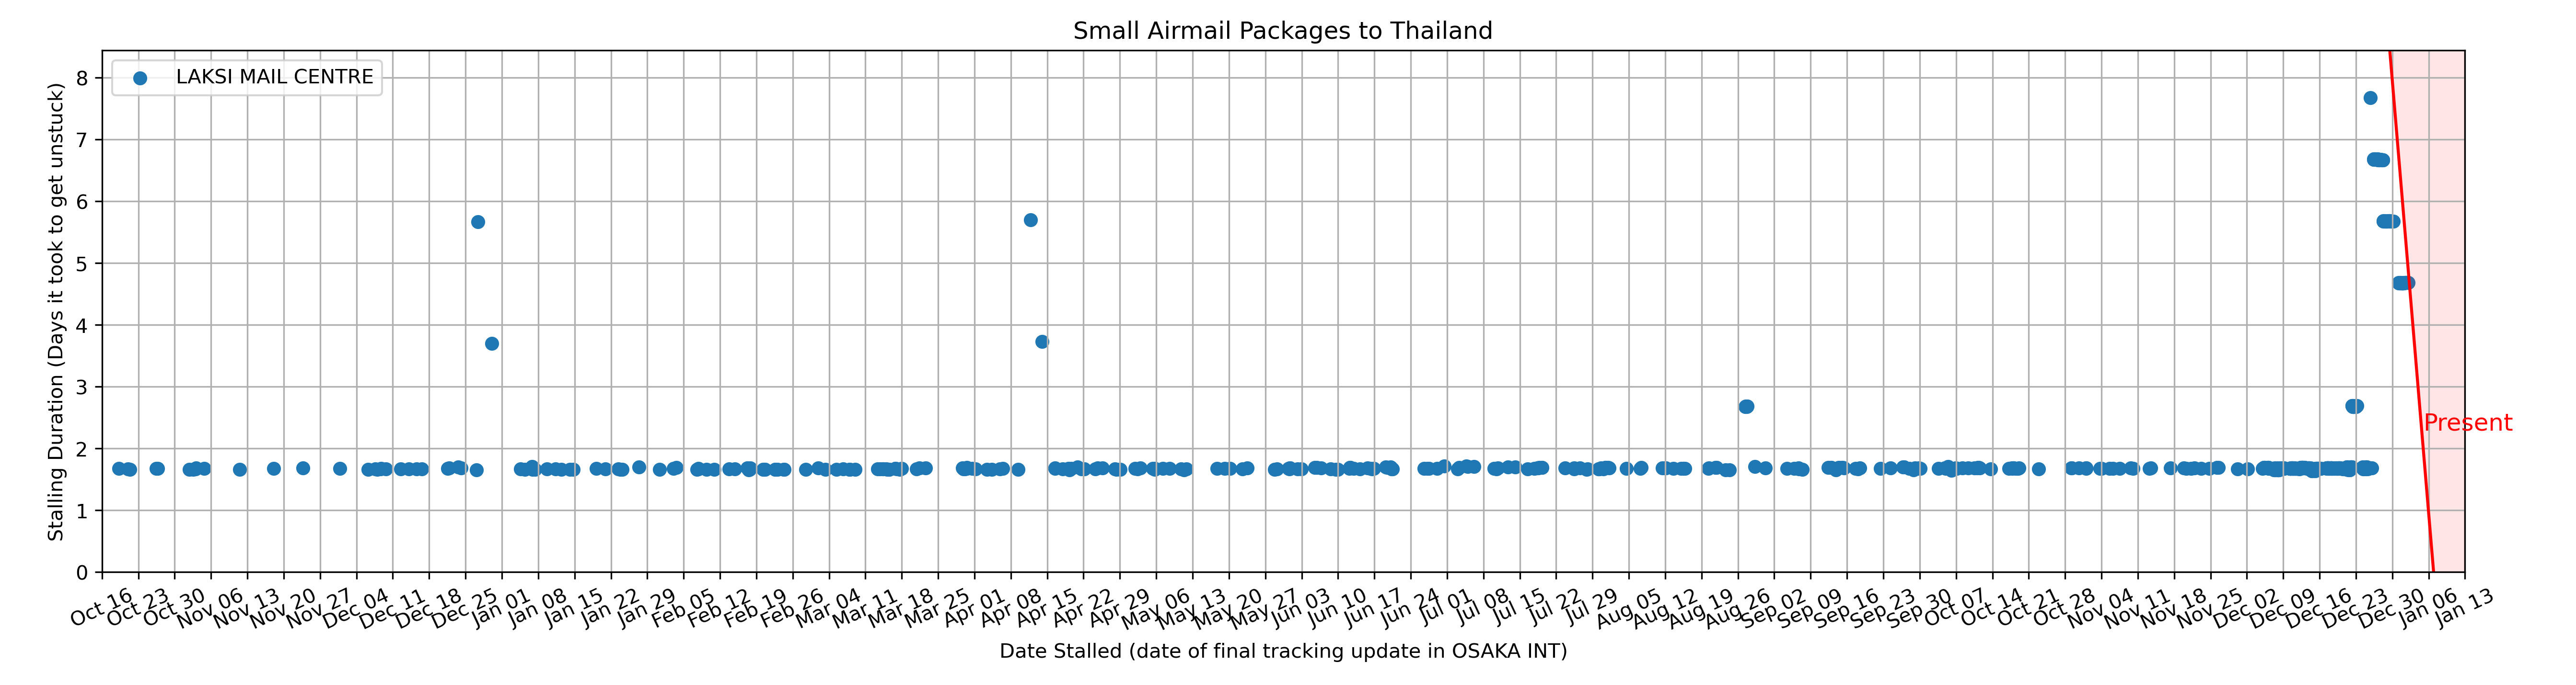 Small Airmail Packages to Thailand
LAKSI MAIL CENTRE
Stalling Duration (Days it took to get unstuck)
8
7
6
5
4
3
2
1
0
Present
Oct 16
Oct 23
Oct 30
Nov 06
Nov 13
Nov 20
Nov 27
Dec 04
Dec 11
Dec 18
Dec 25
Jan 01
Jan 08
Jan 15
Jan 22
Jan 29
Feb 05
Feb 12
Feb 19
Feb 26
Mar 04
Mar 11
Mar 18
Mar 25
Apr 01
Apr 08
Apr 15
Apr 22
Apr 29
May 06
May 13
May 20
May 27
Jun 03
Jun 10
Jun 17
Jun 24
Jul 01
Jul 08
Jul 15
Jul 22
Jul 29
Aug 05
Aug 12
Aug 19
Aug 26
Sep 02
Sep 09
Sep 16
Sep 23
Sep 30
Oct 07
Oct 14
Oct 21
Oct 28
Nov 04
Nov 11
Nov 18
Nov 25
Dec 02
Dec 09
Dec 16
Dec 23
Dec 30
Jan 06
Jan 13
Date Stalled (date of final tracking update in OSAKA INT)